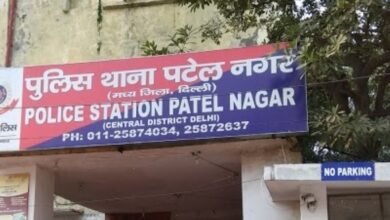 पुलिस थाना पटेल नगर
(मध्य जिला, दिल्ली)
POLICE STATION PATEL NAGAR
(CENTRAL DISTRICT DELHI)
PH: 011-25874034, 25872637
NO PARKING